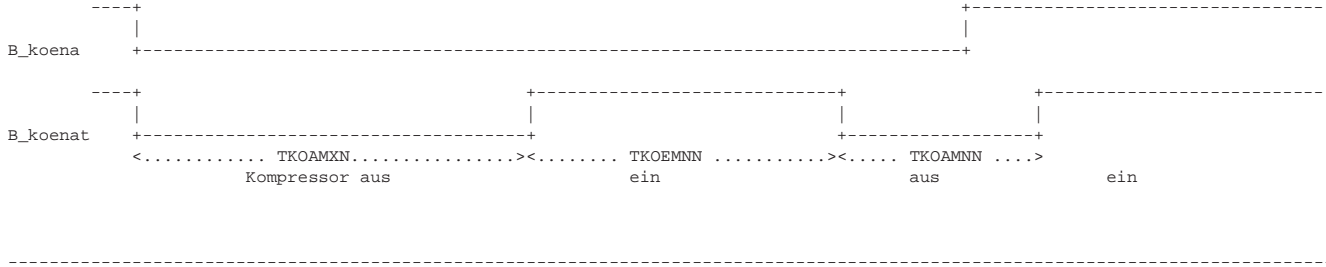 B_koena
B_koenat
<............ TKOAMXN................><........ TKOEMNN ...........><..... TKOAMNN ....>
Kompressor aus ein aus ein